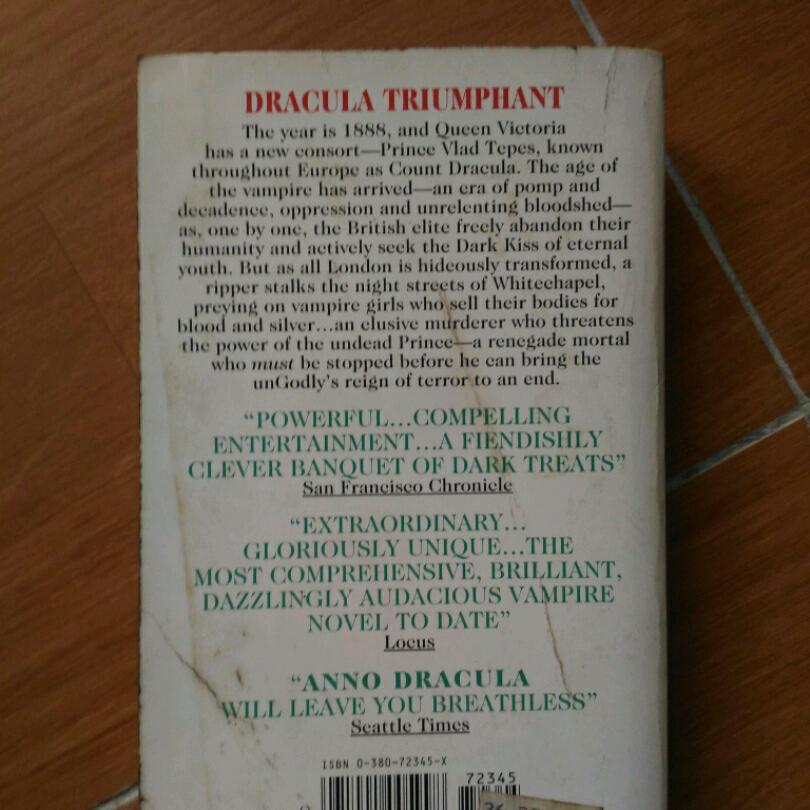 DRACULA TRIUMPHANT
The year is 1888, and Queen Victoria
has a new consort—Prince Vlad Tepes, known
throughout Europe as Count Dracula. The age of
the vampire has arrived—an era of pomp and
decadence, oppression and unrelenting bloodshed—
as, one by one, the British elite freely abandon their
humanity and actively seek the Dark Kiss of eternal
youth. But as all London is hideously transformed, a
ripper stalks the night streets of Whitechapel,
preying on vampire girls who sell their bodies for
blood and silver...an elusive murderer who threatens
the power of the undead Prince—a renegade mortal
who must be stopped before he can bring the
unGodly's reign of terror to an end.
“POWERFUL...COMPELLING
ENTERTAINMENT...A FIENDISHLY
CLEVER BANQUET OF DARK TREATS”
San Francisco Chronicle
“EXTRAORDINARY...
GLORIOUSLY UNIQUE...THE
MOST COMPREHENSIVE, BRILLIANT,
DAZZLINGLY AUDACIOUS VAMPIRE
NOVEL TO DATE”
Locus
“ANNO DRACULA
WILL LEAVE YOU BREATHLESS”
Seattle Times
ISBN 0-380-72345-X
72345